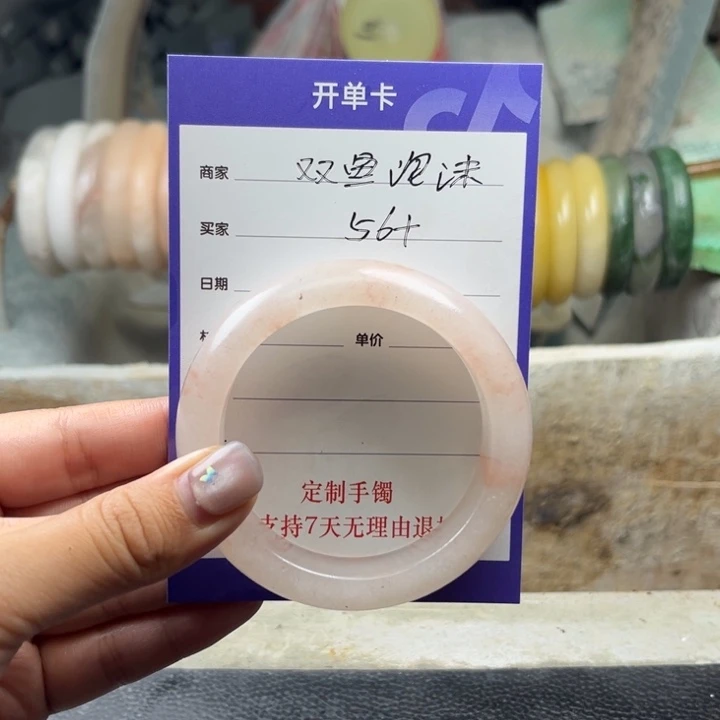 开单卡
商家 双鱼泡沫
买家 56+
日期
单价
定制手镯
支持7天无理由退